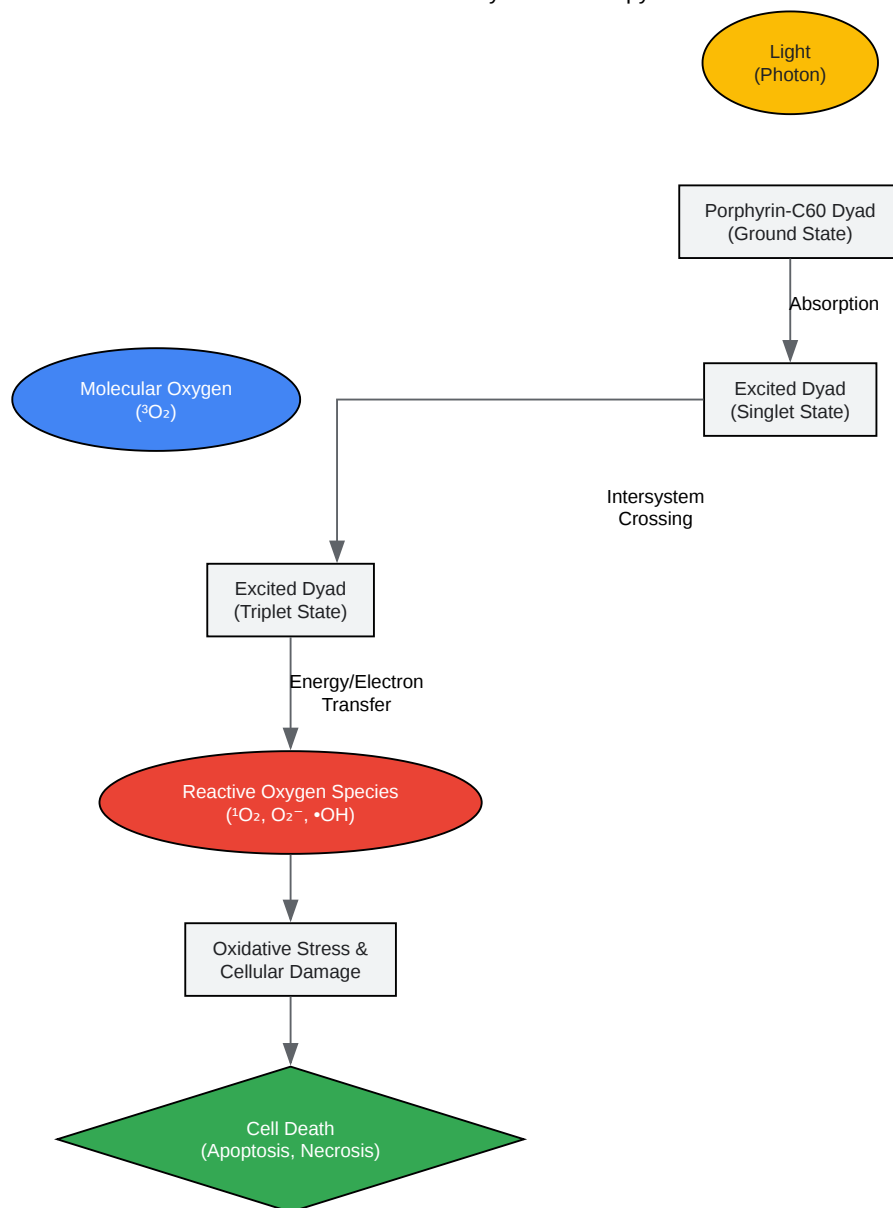 Light
(Photon)
Porphyrin-C60 Dyad
(Ground State)
Absorption
Molecular Oxygen
(³O₂)
Excited Dyad
(Singlet State)
Intersystem
Crossing
Excited Dyad
(Triplet State)
Energy/Electron
Transfer
Reactive Oxygen Species
(¹O₂, O₂⁻, •OH)
Oxidative Stress &
Cellular Damage
Cell Death
(Apoptosis, Necrosis)